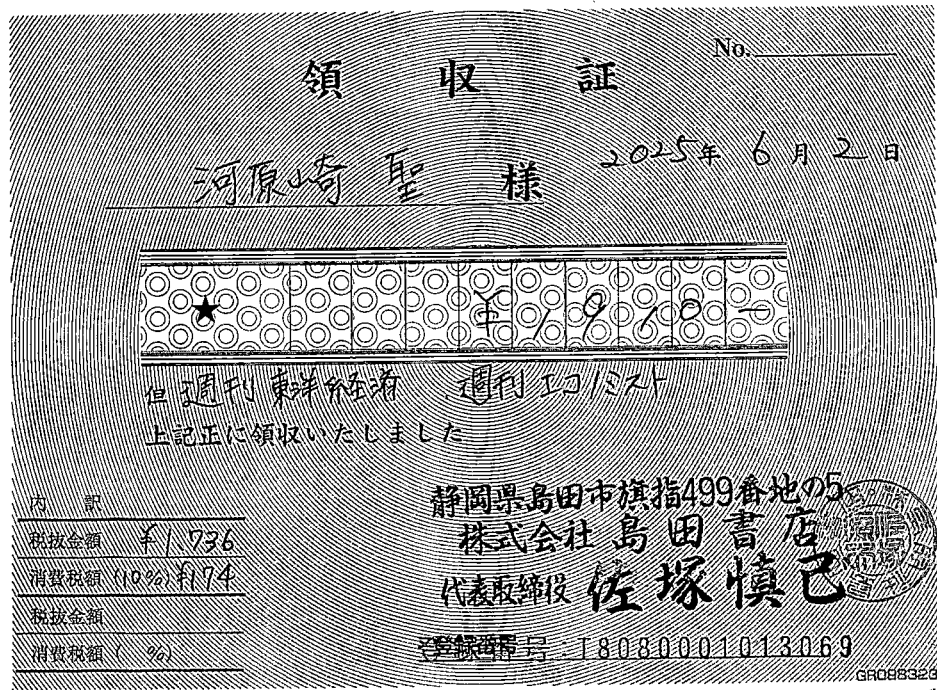 No.
領収証
2025年 6月 2日
河原崎 聖 様
★ ¥1,910-
但 週刊 東洋経済 週刊 エコノミスト
上記正に領収いたしました
内訳
税抜金額 ¥1,736
消費税額 (10%) ¥174
税抜金額
消費税額 ( %)
静岡県島田市旗指499番地の5
株式会社 島田書店
代表取締役 佐塚慎己
登録番号 T8080001013069
GR088323